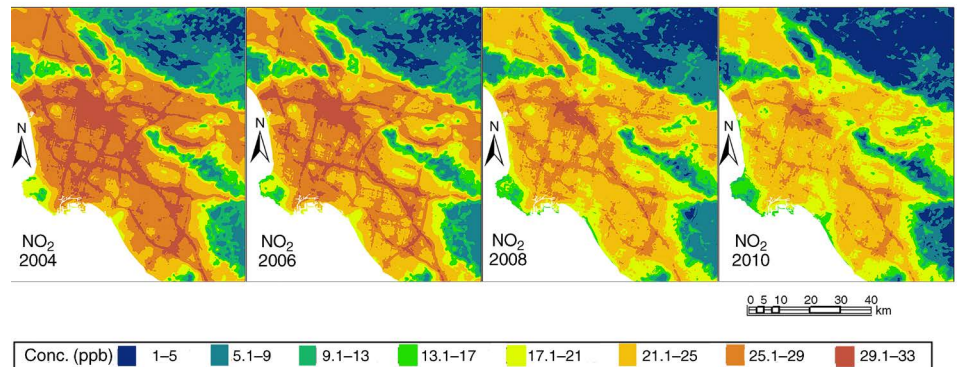 N
N
N
N
NO2
2004
NO2
2006
NO2
2008
NO2
2010
0 5 10 20 30 40
km
Conc. (ppb) 1–5 5.1–9 9.1–13 13.1–17 17.1–21 21.1–25 25.1–29 29.1–33